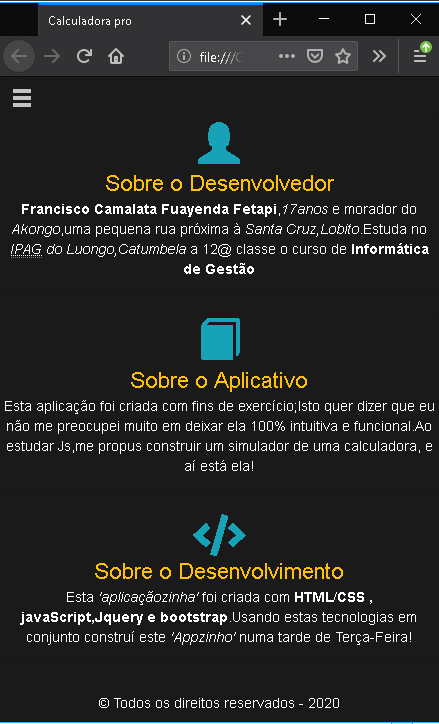 Calculadora pro
file:///C
Sobre o Desenvolvedor
Francisco Camalata Fuayenda Fetapi,17anos e morador do
Akongo,uma pequena rua próxima à Santa Cruz,Lobito.Estuda no
IPAG do Luongo,Catumbela a 12@ classe o curso de Informática
de Gestão
Sobre o Aplicativo
Esta aplicação foi criada com fins de exercício;Isto quer dizer que eu
não me preocupei muito em deixar ela 100% intuitiva e funcional.Ao
estudar Js,me propus construir um simulador de uma calculadora, e
aí está ela!
Sobre o Desenvolvimento
Esta 'aplicaçãozinha' foi criada com HTML/CSS ,
javaScript,Jquery e bootstrap.Usando estas tecnologias em
conjunto construí este 'Appzinho' numa tarde de Terça-Feira!
© Todos os direitos reservados - 2020